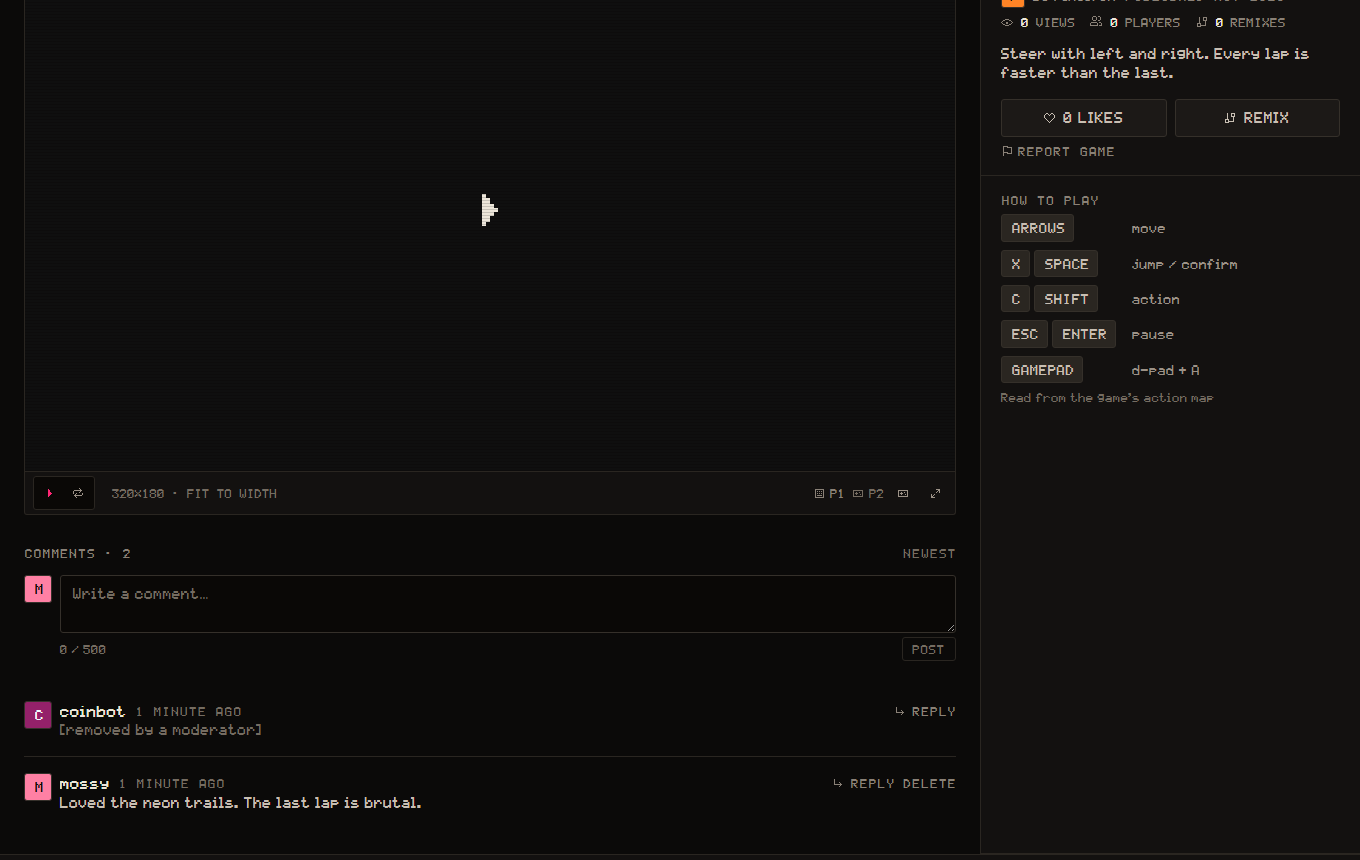 0 VIEWS 0 PLAYERS 0 REMIXES
Steer with left and right. Every lap is
faster than the last.
0 LIKES
REMIX
REPORT GAME
HOW TO PLAY
ARROWS move
X SPACE jump / confirm
C SHIFT action
ESC ENTER pause
GAMEPAD d-pad + A
Read from the game's action map
320×180 · FIT TO WIDTH
P1 P2
COMMENTS · 2
NEWEST
M
Write a comment…
0 / 500
POST
C
coinbot 1 MINUTE AGO
REPLY
[removed by a moderator]
M
mossy 1 MINUTE AGO
REPLY DELETE
Loved the neon trails. The last lap is brutal.